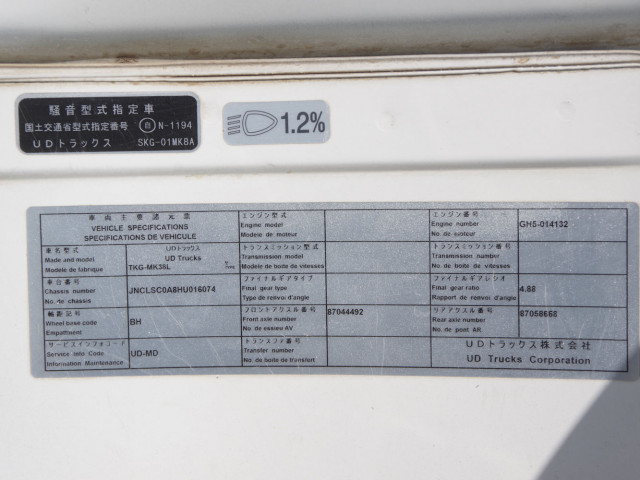 騒音型式指定車
国土交通省型式指定番号 自 N-1194
UDトラックス SKG-01MK8A
1.2%
車両主要諸元表
VEHICLE SPECIFICATIONS
SPECIFICATIONS DE VEHICULE
エンジン型式
Engine model
Modele de moteur
エンジン番号
Engine number
No. de moteur
GH5-014132
車名型式
Made and model
Modele de fabrique
UDトラックス
UD Trucks
TKG-MK38L
トランスミッション型式
Transmission model
Modele de boite de vitesses
トランスミッション番号
Transmission number
No de boite de vitesses
車台番号
Chassis number
No. de chassis
JNCLSC0A8HU016074
ファイナルギアタイプ
Final gear type
Type de renvoi d'angle
ファイナルギアレシオ
Final gear ratio
Rapport de renvoi d'angle
4.88
軸距記号
Wheel base code
Empattment
BH
フロントアクスル番号
Front axle number
No de essieu AV
87044492
リアアクスル番号
Rear axle number
No. de pont AR.
87058668
サービスインフォコード
Service info Code
Information Maintenance
UD-MD
トランスファ番号
Transfer number
No de boite de transfert
UDトラックス株式会社
UD Trucks Corporation